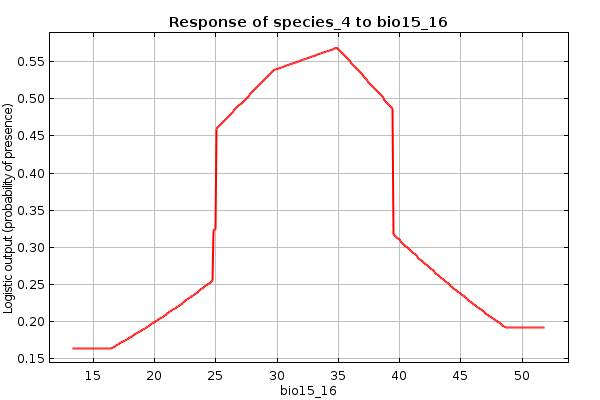 Response of species_4 to bio15_16
Logistic output (probability of presence)
0.55
0.50
0.45
0.40
0.35
0.30
0.25
0.20
0.15
15 20 25 30 35 40 45 50
bio15_16